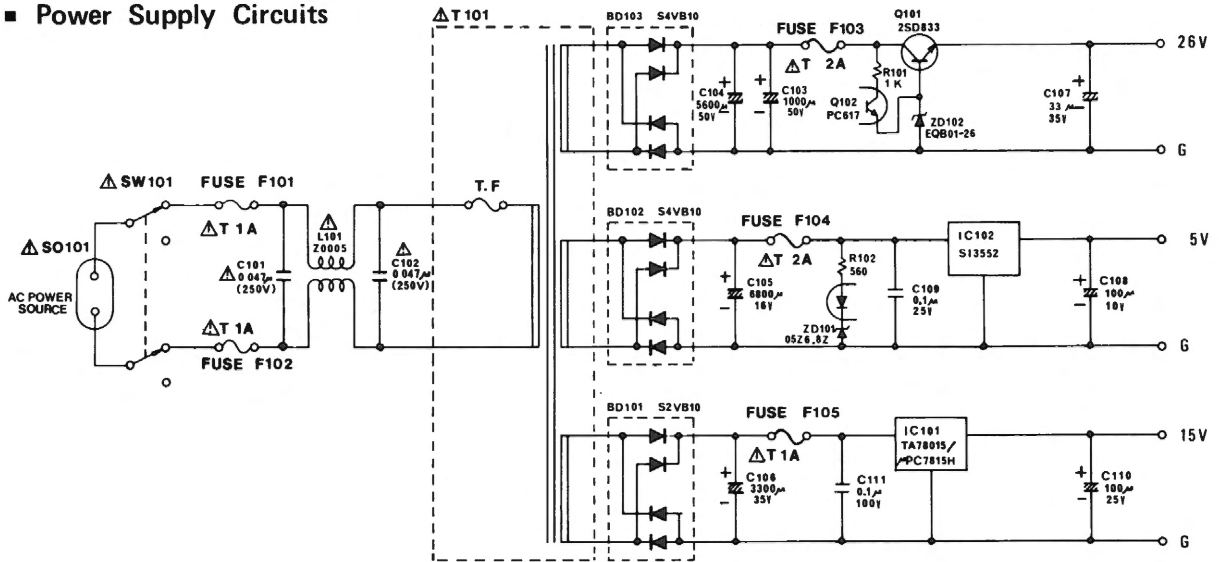 ■ Power Supply Circuits
⚠ T101
BD103 S4VB10
FUSE F103
⚠T 2A
Q101
2SD833
26V
C104
5600μ
50V
C103
1000μ
50V
R101
1K
Q102
PC617
ZD102
EQB01-26
C107
33μ
35V
G
⚠ SW101
FUSE F101
⚠T 1A
T.F
⚠ SO101
AC POWER
SOURCE
⚠ C101
0.047μ
(250V)
⚠
L101
Z0005
⚠
C102
0.047μ
(250V)
⚠T 1A
FUSE F102
BD102 S4VB10
FUSE F104
⚠T 2A
IC102
SI3552
5V
C105
6800μ
16V
R102
560
ZD101
05Z6.8Z
C109
0.1μ
25V
C108
100μ
10V
G
BD101 S2VB10
FUSE F105
⚠T 1A
IC101
TA78015/
μPC7815H
15V
C106
3300μ
35V
C111
0.1μ
100V
C110
100μ
25V
G